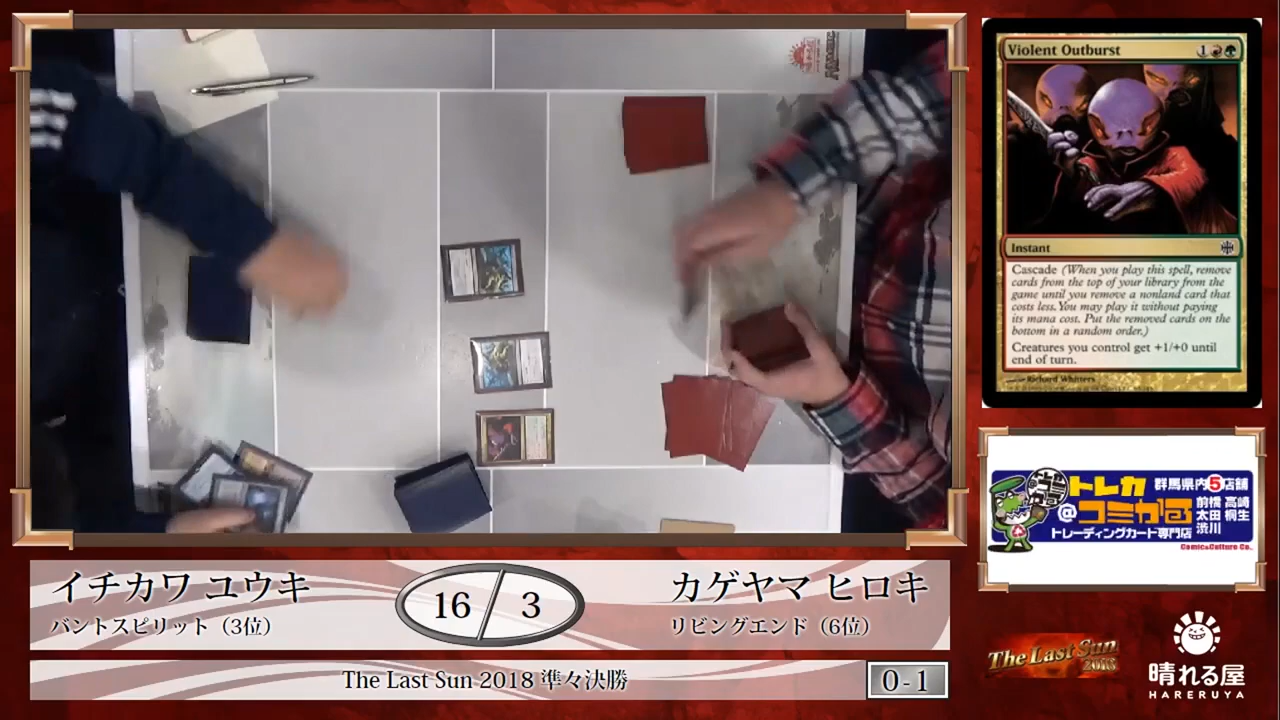 Violent Outburst
Instant
Cascade (When you play this spell, remove
cards from the top of your library from the
game until you remove a nonland card that
costs less. You may play it without paying
its mana cost. Put the removed cards on the
bottom in a random order.)
Creatures you control get +1/+0 until
end of turn.
Richard Whitters
トレカ
@コミかる
群馬県内5店舗
前橋 高崎
太田 桐生
渋川
トレーディングカード専門店
Comic&Culture Co.
イチカワ ユウキ
バントスピリット（3位）
16 / 3
カゲヤマ ヒロキ
リビングエンド（6位）
The Last Sun 2018 準々決勝
0-1
The Last Sun
2018
晴れる屋
HARERUYA